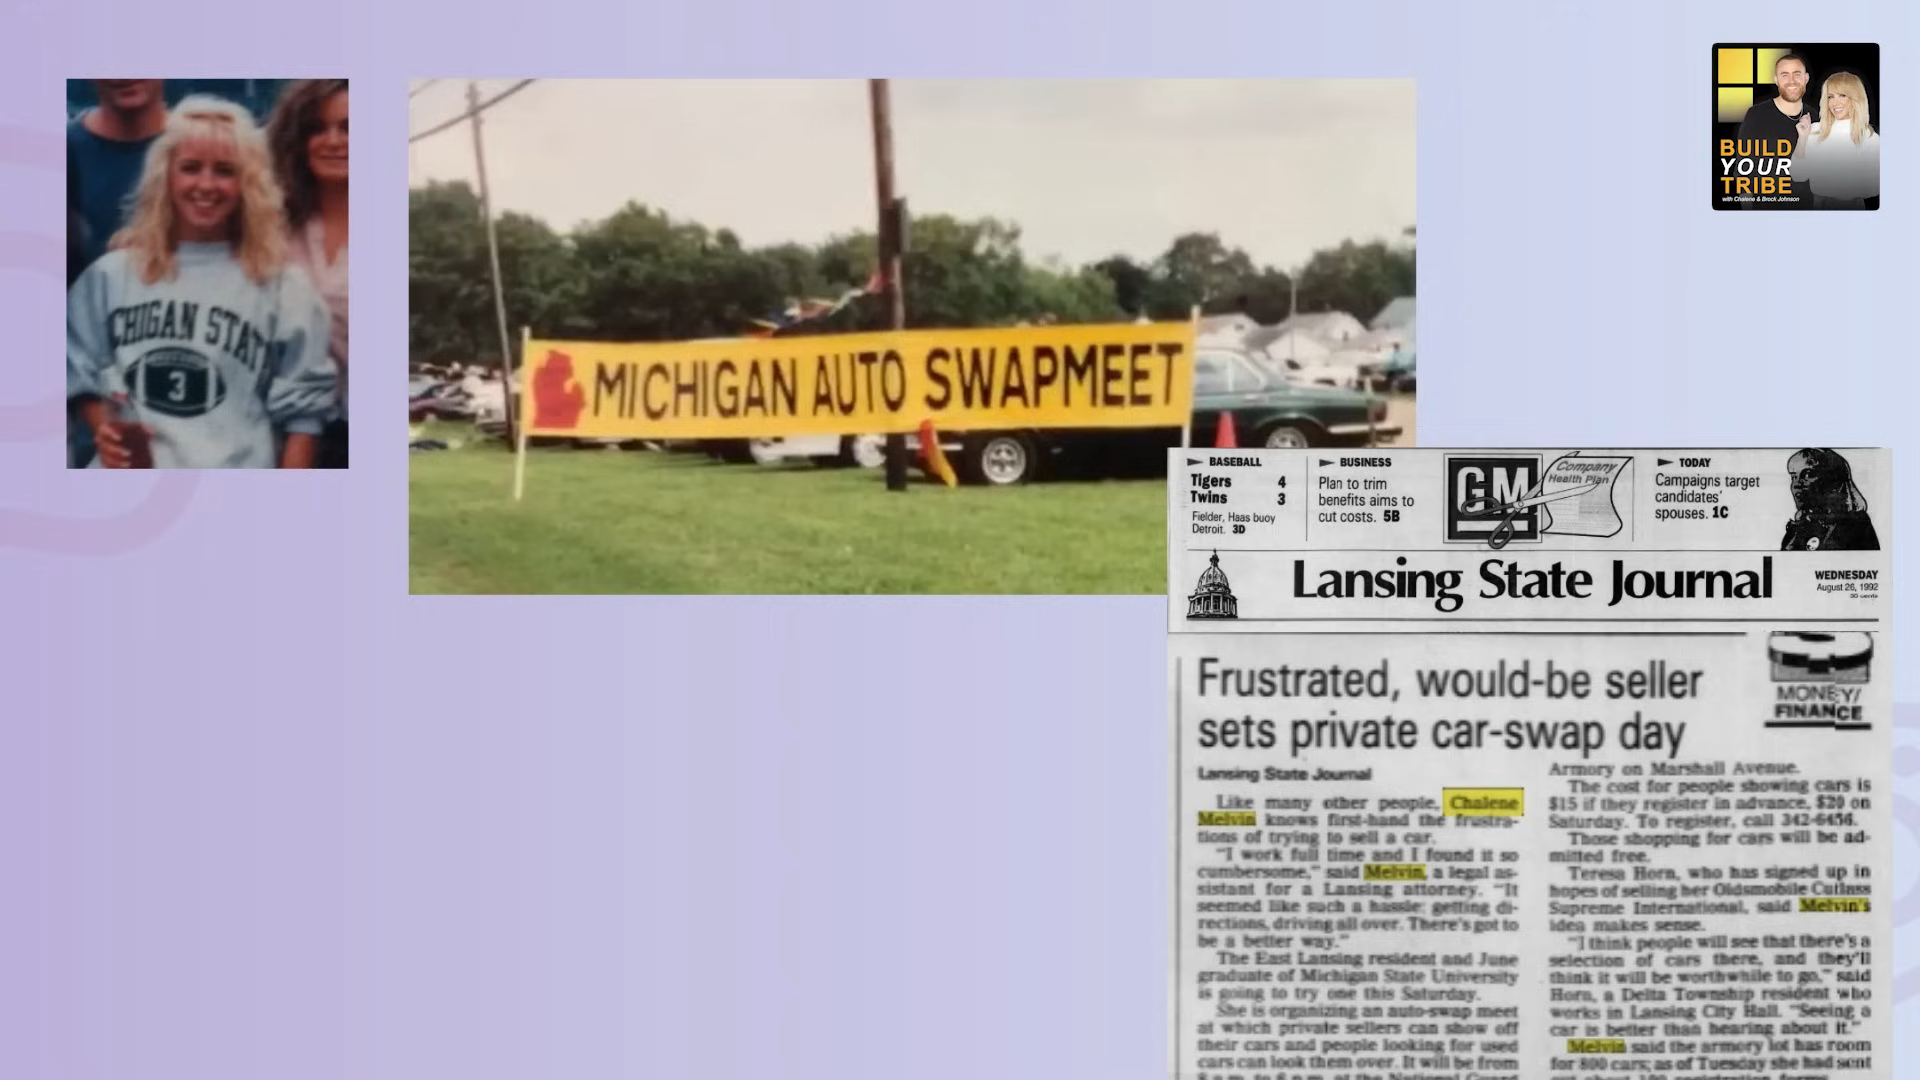 CHIGAN STAT
3
MICHIGAN AUTO SWAPMEET
BUILD
YOUR
TRIBE
with Chalene & Brock Johnson
BASEBALL
Tigers 4
Twins 3
Fielder, Haas buoy
Detroit. 3D
BUSINESS
Plan to trim
benefits aims to
cut costs. 5B
GM
Company
Health Plan
TODAY
Campaigns target
candidates'
spouses. 1C
Lansing State Journal
WEDNESDAY
August 26, 1992
Frustrated, would-be seller
sets private car-swap day
MONEY/
FINANCE
Lansing State Journal
Like many other people, Chalene
Melvin knows first-hand the frustra-
tions of trying to sell a car.
"I work full time and I found it so
cumbersome," said Melvin, a legal as-
sistant for a Lansing attorney. "It
seemed like such a hassle: getting di-
rections, driving all over. There's got to
be a better way."
The East Lansing resident and June
graduate of Michigan State University
is going to try one this Saturday.
She is organizing an auto-swap meet
at which private sellers can show off
their cars and people looking for used
cars can look them over. It will be from
at the National Guard
Armory on Marshall Avenue.
The cost for people showing cars is
$15 if they register in advance, $20 on
Saturday. To register, call 342-6456.
Those shopping for cars will be ad-
mitted free.
Teresa Horn, who has signed up in
hopes of selling her Oldsmobile Cutlass
Supreme International, said Melvin's
idea makes sense.
"I think people will see that there's a
selection of cars there, and they'll
think it will be worthwhile to go," said
Horn, a Delta Township resident who
works in Lansing City Hall. "Seeing a
car is better than hearing about it."
Melvin said the armory lot has room
for 800 cars; as of Tuesday she had sent